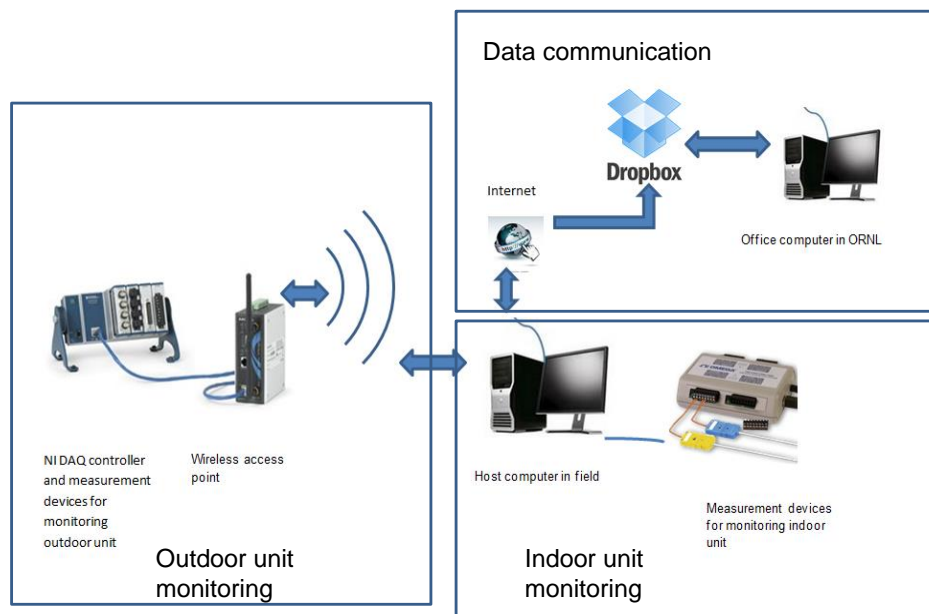 Data communication
Dropbox
Internet
Office computer in ORNL
NI DAQ controller
and measurement
devices for
monitoring
outdoor unit
Wireless access
point
Outdoor unit
monitoring
Host computer in field
OMEGA
Measurement devices
for monitoring indoor
unit
Indoor unit
monitoring